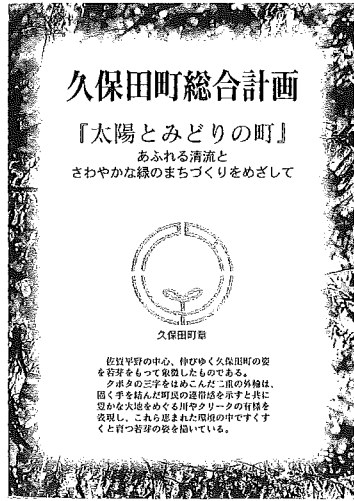 久保田町総合計画
『太陽とみどりの町』
あふれる清流と
さわやかな緑のまちづくりをめざして
久保田町章
佐賀平野の中心、伸びゆく久保田町の姿
を若芽をもって象徴したものである。
クボタの三字をはめこんだ二重の外輪は、
固く手を結んだ町民の連帯感を示すと共に
豊かな大地をめぐる川やクリークの有様を
表現し、これら恵まれた環境の中ですくす
くと育つ若芽の姿を描いている。